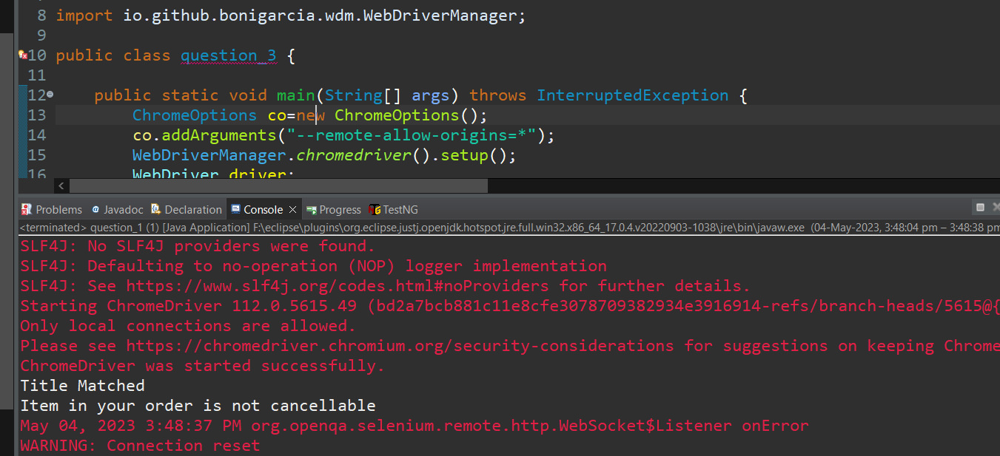 8 import io.github.bonigarcia.wdm.WebDriverManager;
9
10 public class question_3 {
11
12 public static void main(String[] args) throws InterruptedException {
13 ChromeOptions co=new ChromeOptions();
14 co.addArguments("--remote-allow-origins=*");
15 WebDriverManager.chromedriver().setup();
16 WebDriver driver;
Problems Javadoc Declaration Console Progress TestNG
<terminated> question_1 (1) [Java Application] F:\eclipse\plugins\org.eclipse.justj.openjdk.hotspot.jre.full.win32.x86_64_17.0.4.v20220903-1038\jre\bin\javaw.exe (04-May-2023, 3:48:04 pm – 3:48:38 pm
SLF4J: No SLF4J providers were found.
SLF4J: Defaulting to no-operation (NOP) logger implementation
SLF4J: See https://www.slf4j.org/codes.html#noProviders for further details.
Starting ChromeDriver 112.0.5615.49 (bd2a7bcb881c11e8cfe3078709382934e3916914-refs/branch-heads/5615@{
Only local connections are allowed.
Please see https://chromedriver.chromium.org/security-considerations for suggestions on keeping Chrome
ChromeDriver was started successfully.
Title Matched
Item in your order is not cancellable
May 04, 2023 3:48:37 PM org.openqa.selenium.remote.http.WebSocket$Listener onError
WARNING: Connection reset